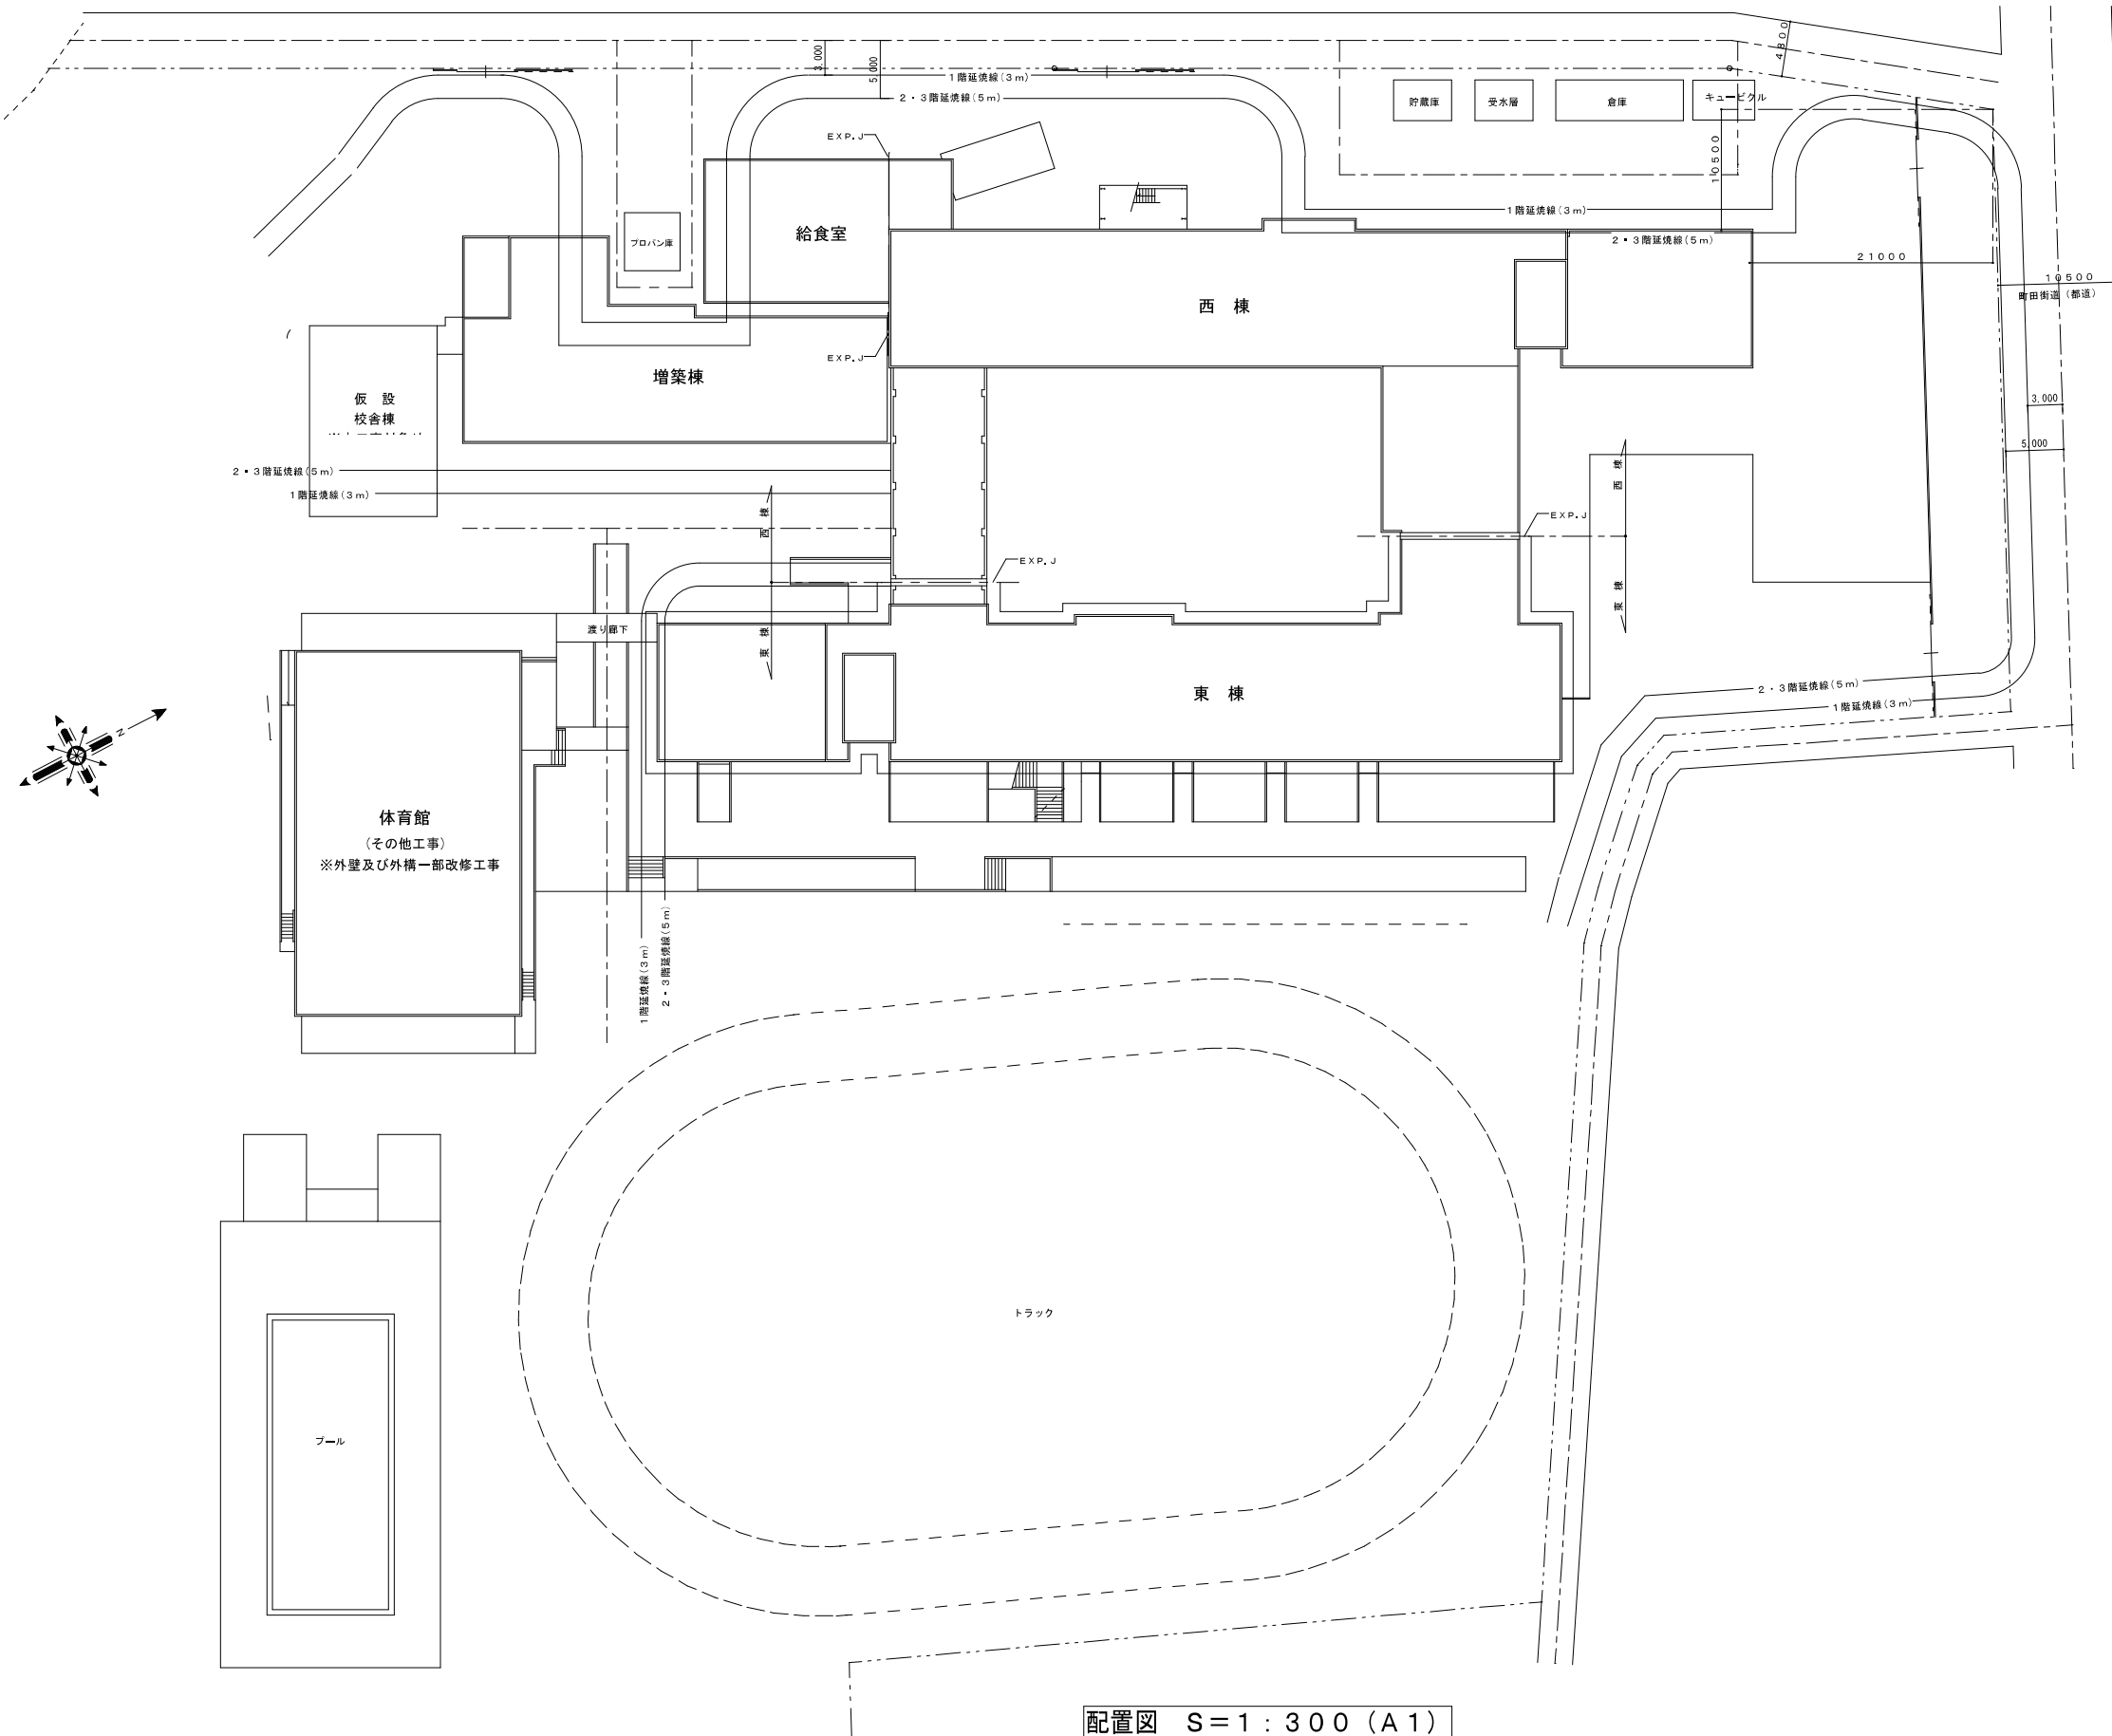 4800
3,000
5,000
1階延焼線(3m)
2・3階延焼線(5m)
貯蔵庫
受水層
倉庫
キュービクル
EXP.J
10500
1階延焼線(3m)
給食室
プロパン庫
2・3階延焼線(5m)
21000
10500
町田街道(都道)
西 棟
EXP.J
増築棟
仮 設
校舎棟
3,000
5,000
2・3階延焼線(5m)
1階延焼線(3m)
西 棟
西 棟
EXP.J
EXP.J
東 棟
東 棟
渡り廊下
東 棟
2・3階延焼線(5m)
1階延焼線(3m)
N
体育館
(その他工事)
※外壁及び外構一部改修工事
1階延焼線(3m)
2・3階延焼線(5m)
トラック
プール
配置図 S=1:300(A1)